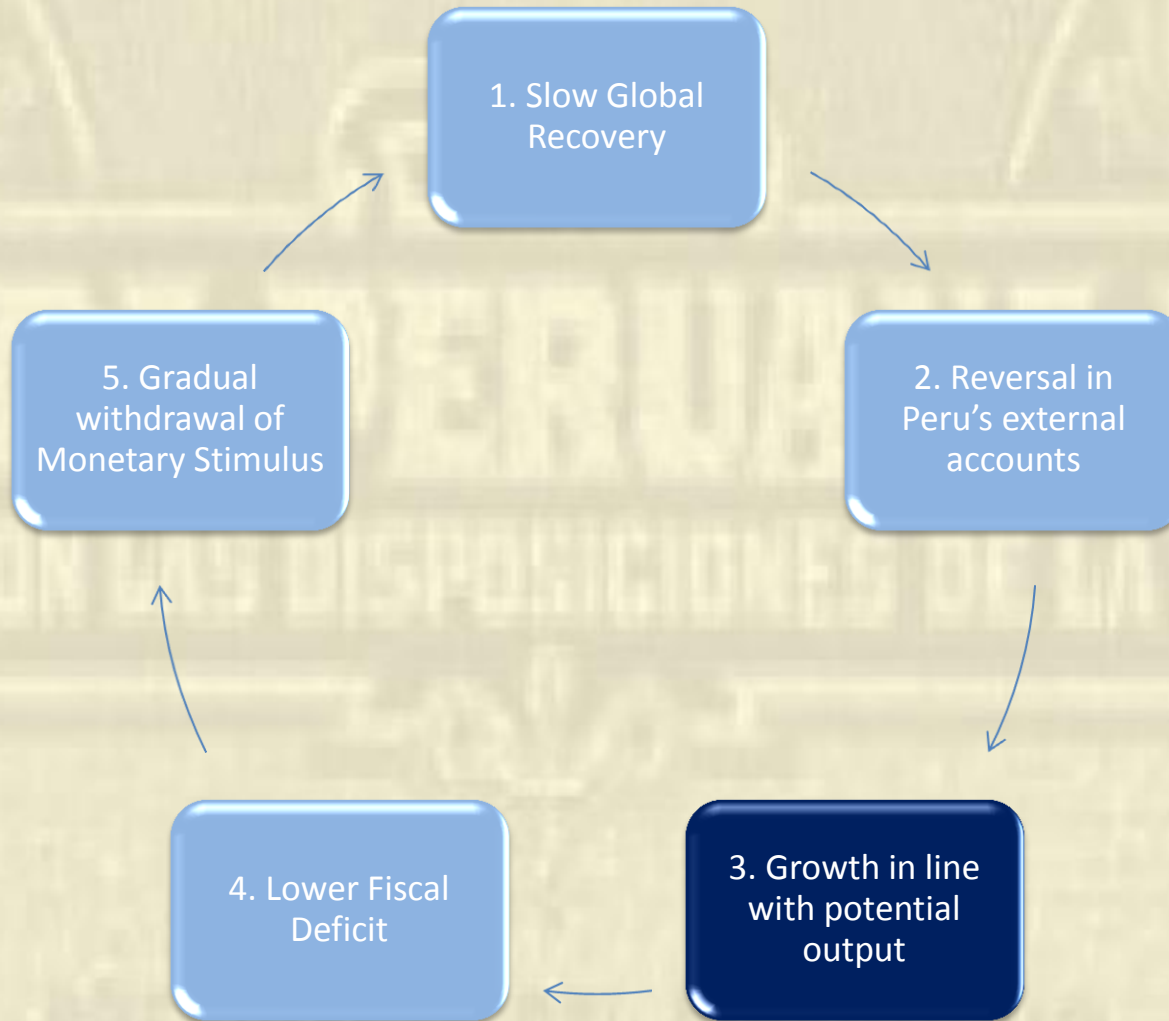 1. Slow Global
Recovery
2. Reversal in
Peru’s external
accounts
3. Growth in line
with potential
output
4. Lower Fiscal
Deficit
5. Gradual
withdrawal of
Monetary Stimulus